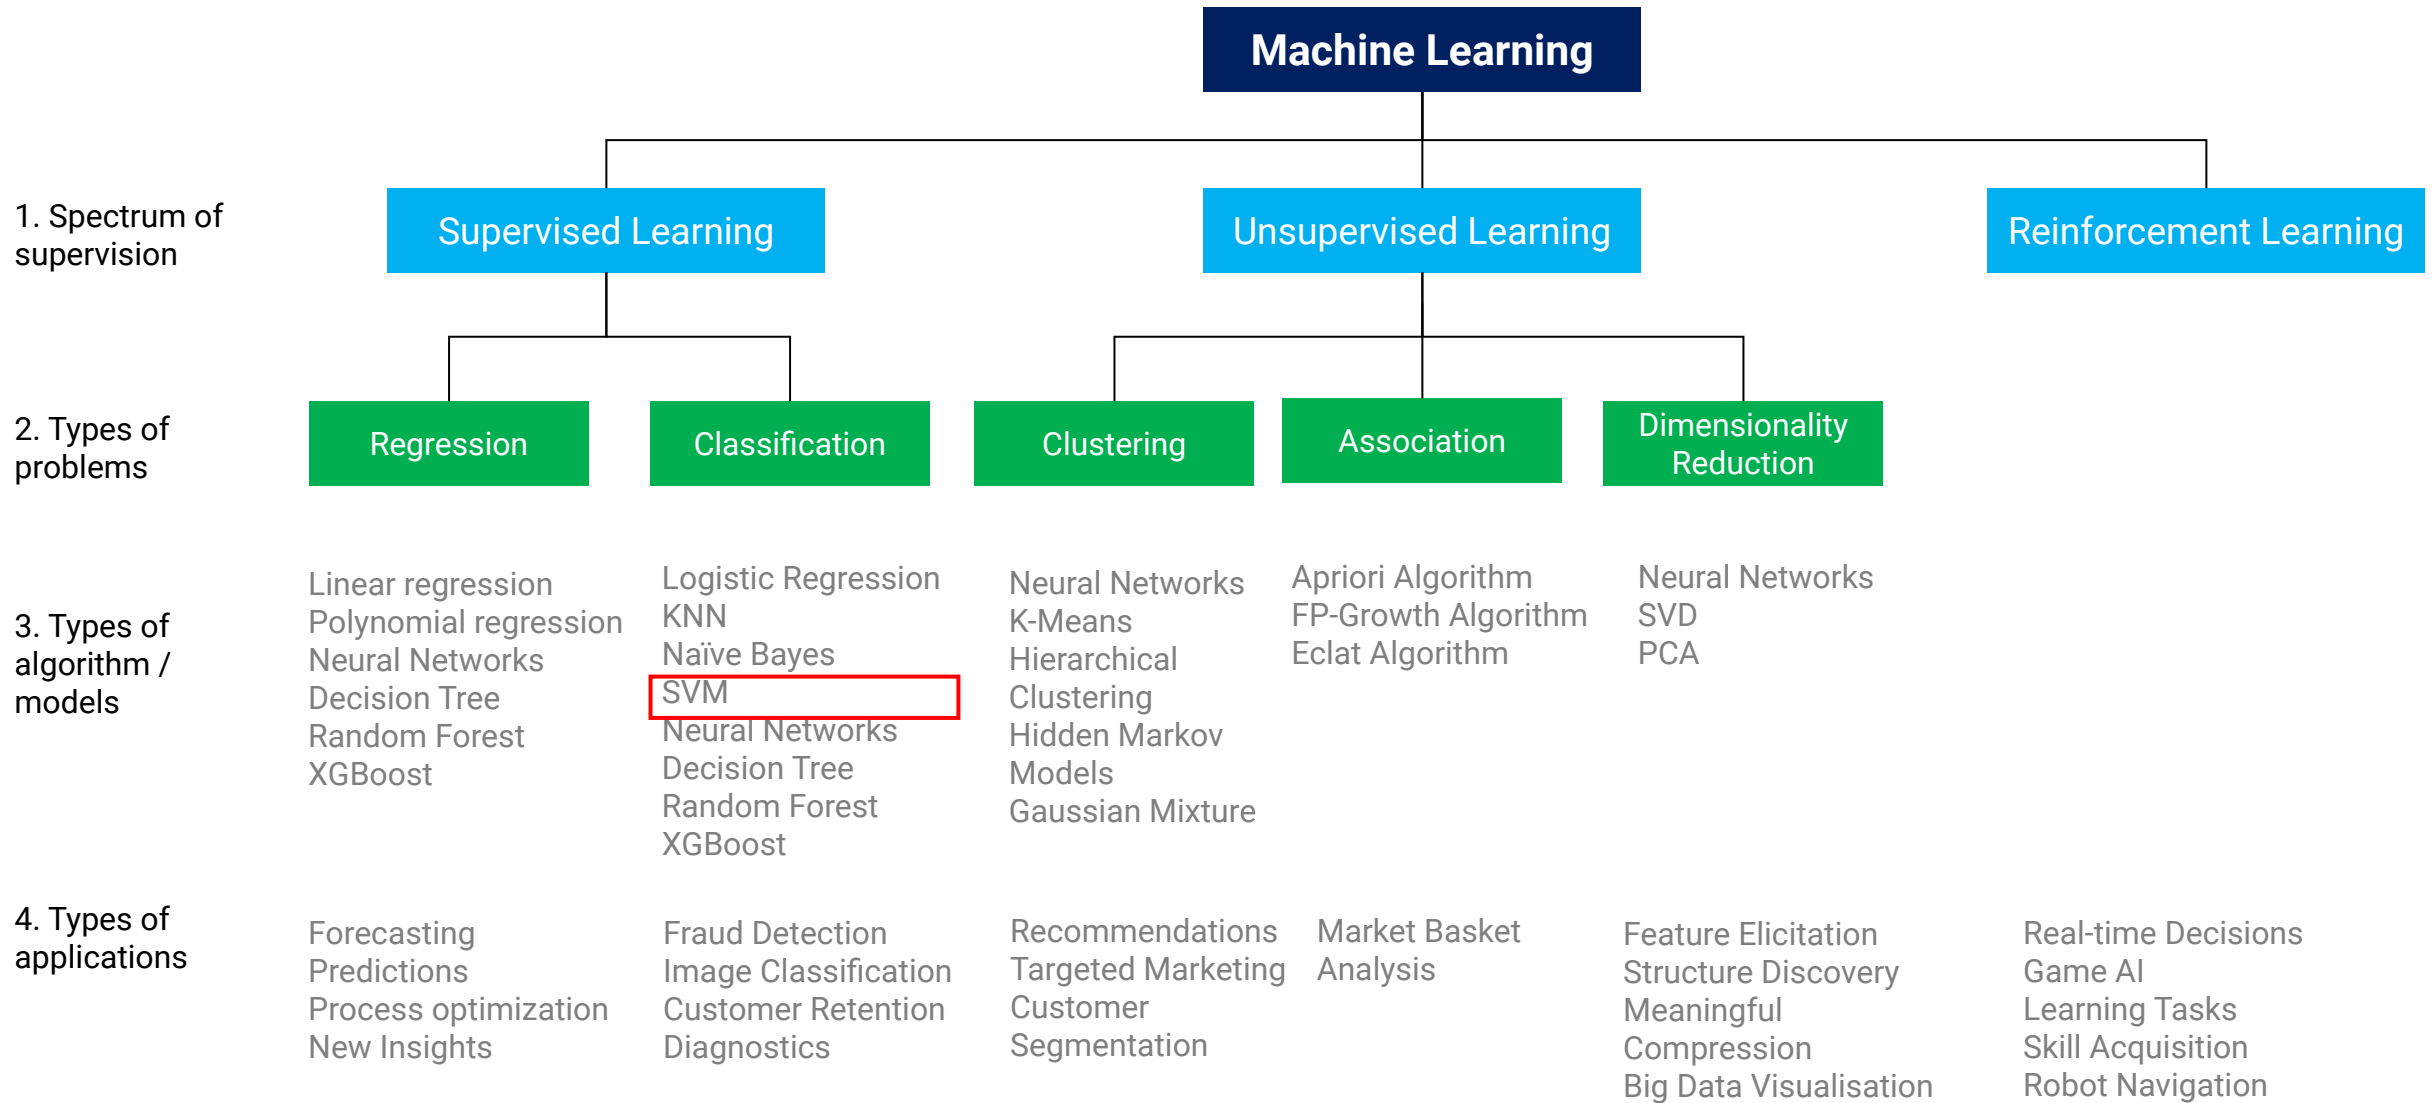 Machine Learning
1. Spectrum of
supervision
Supervised Learning
Unsupervised Learning
Reinforcement Learning
2. Types of
problems
Regression
Classification
Clustering
Association
Dimensionality
Reduction
3. Types of
algorithm /
models
Linear regression
Polynomial regression
Neural Networks
Decision Tree
Random Forest
XGBoost
Logistic Regression
KNN
Naïve Bayes
SVM
Neural Networks
Decision Tree
Random Forest
XGBoost
Neural Networks
K-Means
Hierarchical
Clustering
Hidden Markov
Models
Gaussian Mixture
Apriori Algorithm
FP-Growth Algorithm
Eclat Algorithm
Neural Networks
SVD
PCA
4. Types of
applications
Forecasting
Predictions
Process optimization
New Insights
Fraud Detection
Image Classification
Customer Retention
Diagnostics
Recommendations
Targeted Marketing
Customer
Segmentation
Market Basket
Analysis
Feature Elicitation
Structure Discovery
Meaningful
Compression
Big Data Visualisation
Real-time Decisions
Game AI
Learning Tasks
Skill Acquisition
Robot Navigation